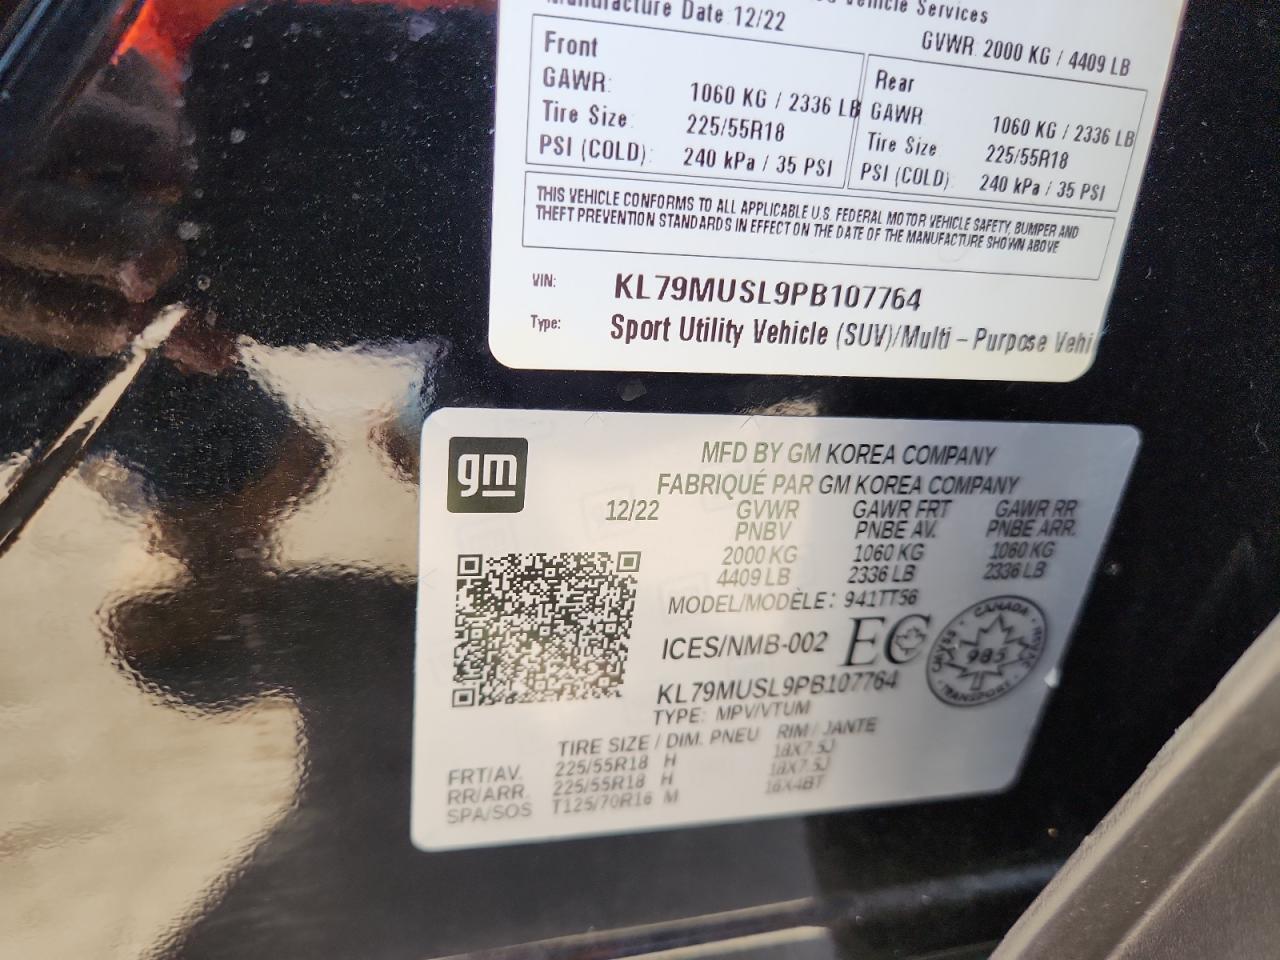 Manufacture Date 12/22
Vehicle Services
GVWR 2000 KG / 4409 LB
Front
GAWR: 1060 KG / 2336 LB
Tire Size 225/55R18
PSI (COLD): 240 kPa / 35 PSI
Rear
GAWR 1060 KG / 2336 LB
Tire Size 225/55R18
PSI (COLD) 240 kPa / 35 PSI
THIS VEHICLE CONFORMS TO ALL APPLICABLE U.S. FEDERAL MOTOR VEHICLE SAFETY, BUMPER AND
THEFT PREVENTION STANDARDS IN EFFECT ON THE DATE OF THE MANUFACTURE SHOWN ABOVE
VIN: KL79MUSL9PB107764
Type: Sport Utility Vehicle (SUV)/Multi - Purpose Vehi
gm
MFD BY GM KOREA COMPANY
FABRIQUÉ PAR GM KOREA COMPANY
12/22 GVWR GAWR FRT GAWR RR
PNBV PNBE AV. PNBE ARR.
2000 KG 1060 KG 1060 KG
4409 LB 2336 LB 2336 LB
MODEL/MODÈLE: 941TT56
ICES/NMB-002 EC
CANADA
985
TRANSPORT
KL79MUSL9PB107764
TYPE: MPV/VTUM
TIRE SIZE / DIM. PNEU RIM / JANTE
FRT/AV. 225/55R18 H 18X7.5J
RR/ARR. 225/55R18 H 18X7.5J
SPA/SOS T125/70R16 M 16X4BT